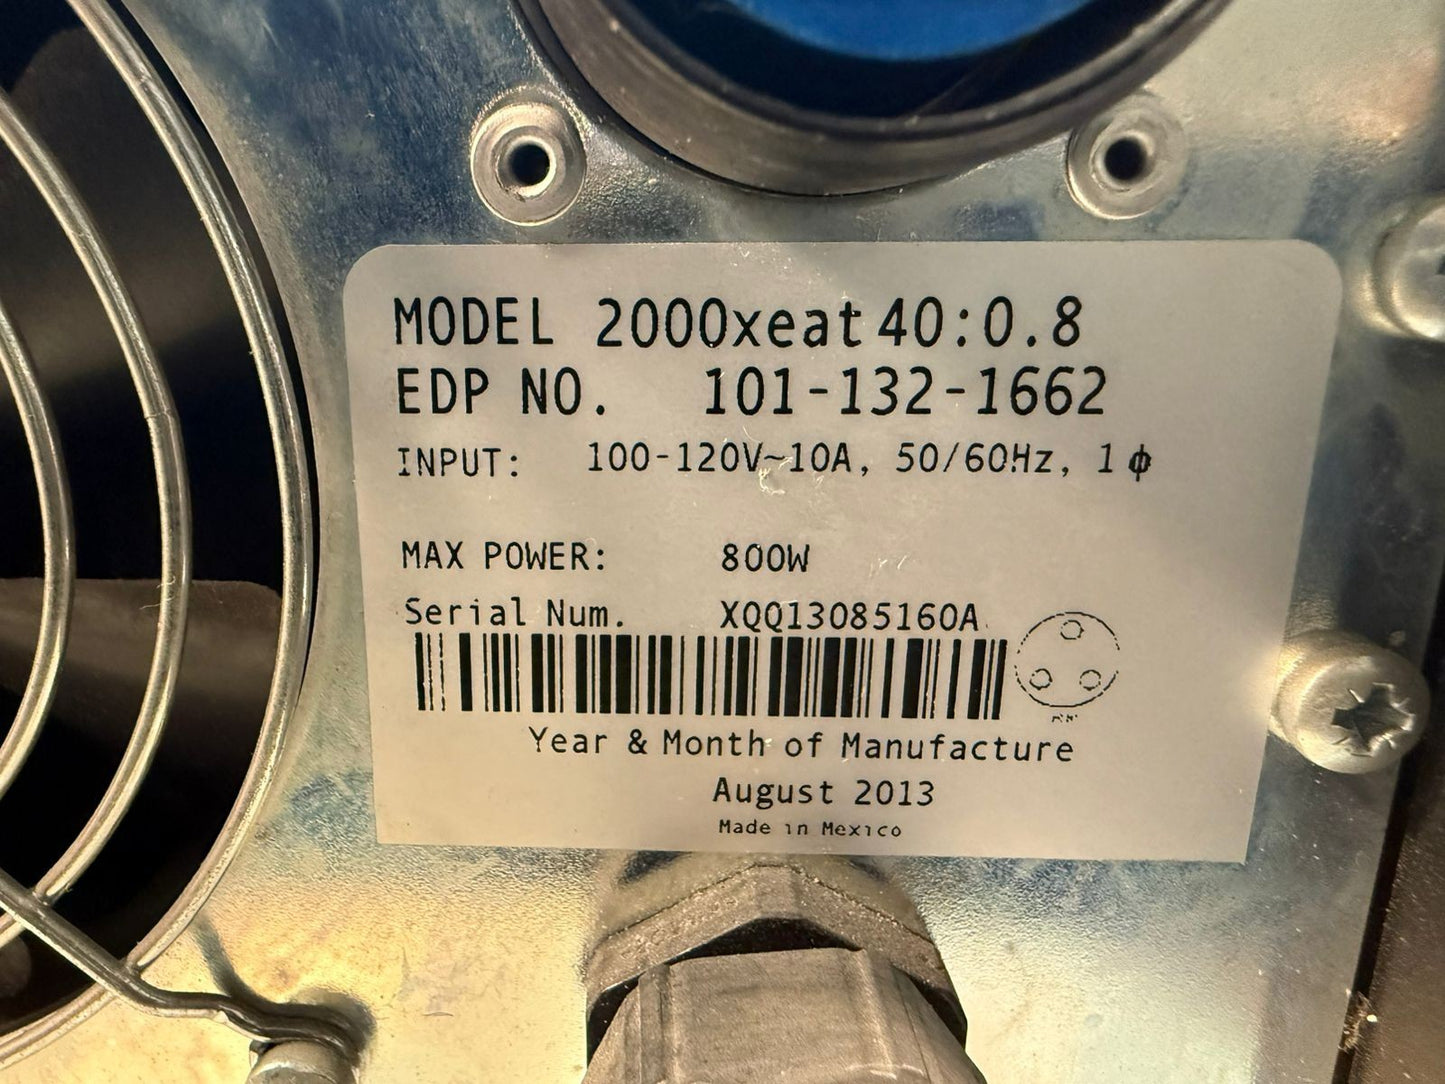 MODEL 2000xeat 40:0.8
EDP NO. 101-132-1662
INPUT: 100-120V~10A, 50/60Hz, 1ϕ
MAX POWER: 800W
Serial Num. XQQ13085160A
Year & Month of Manufacture
August 2013
Made in Mexico